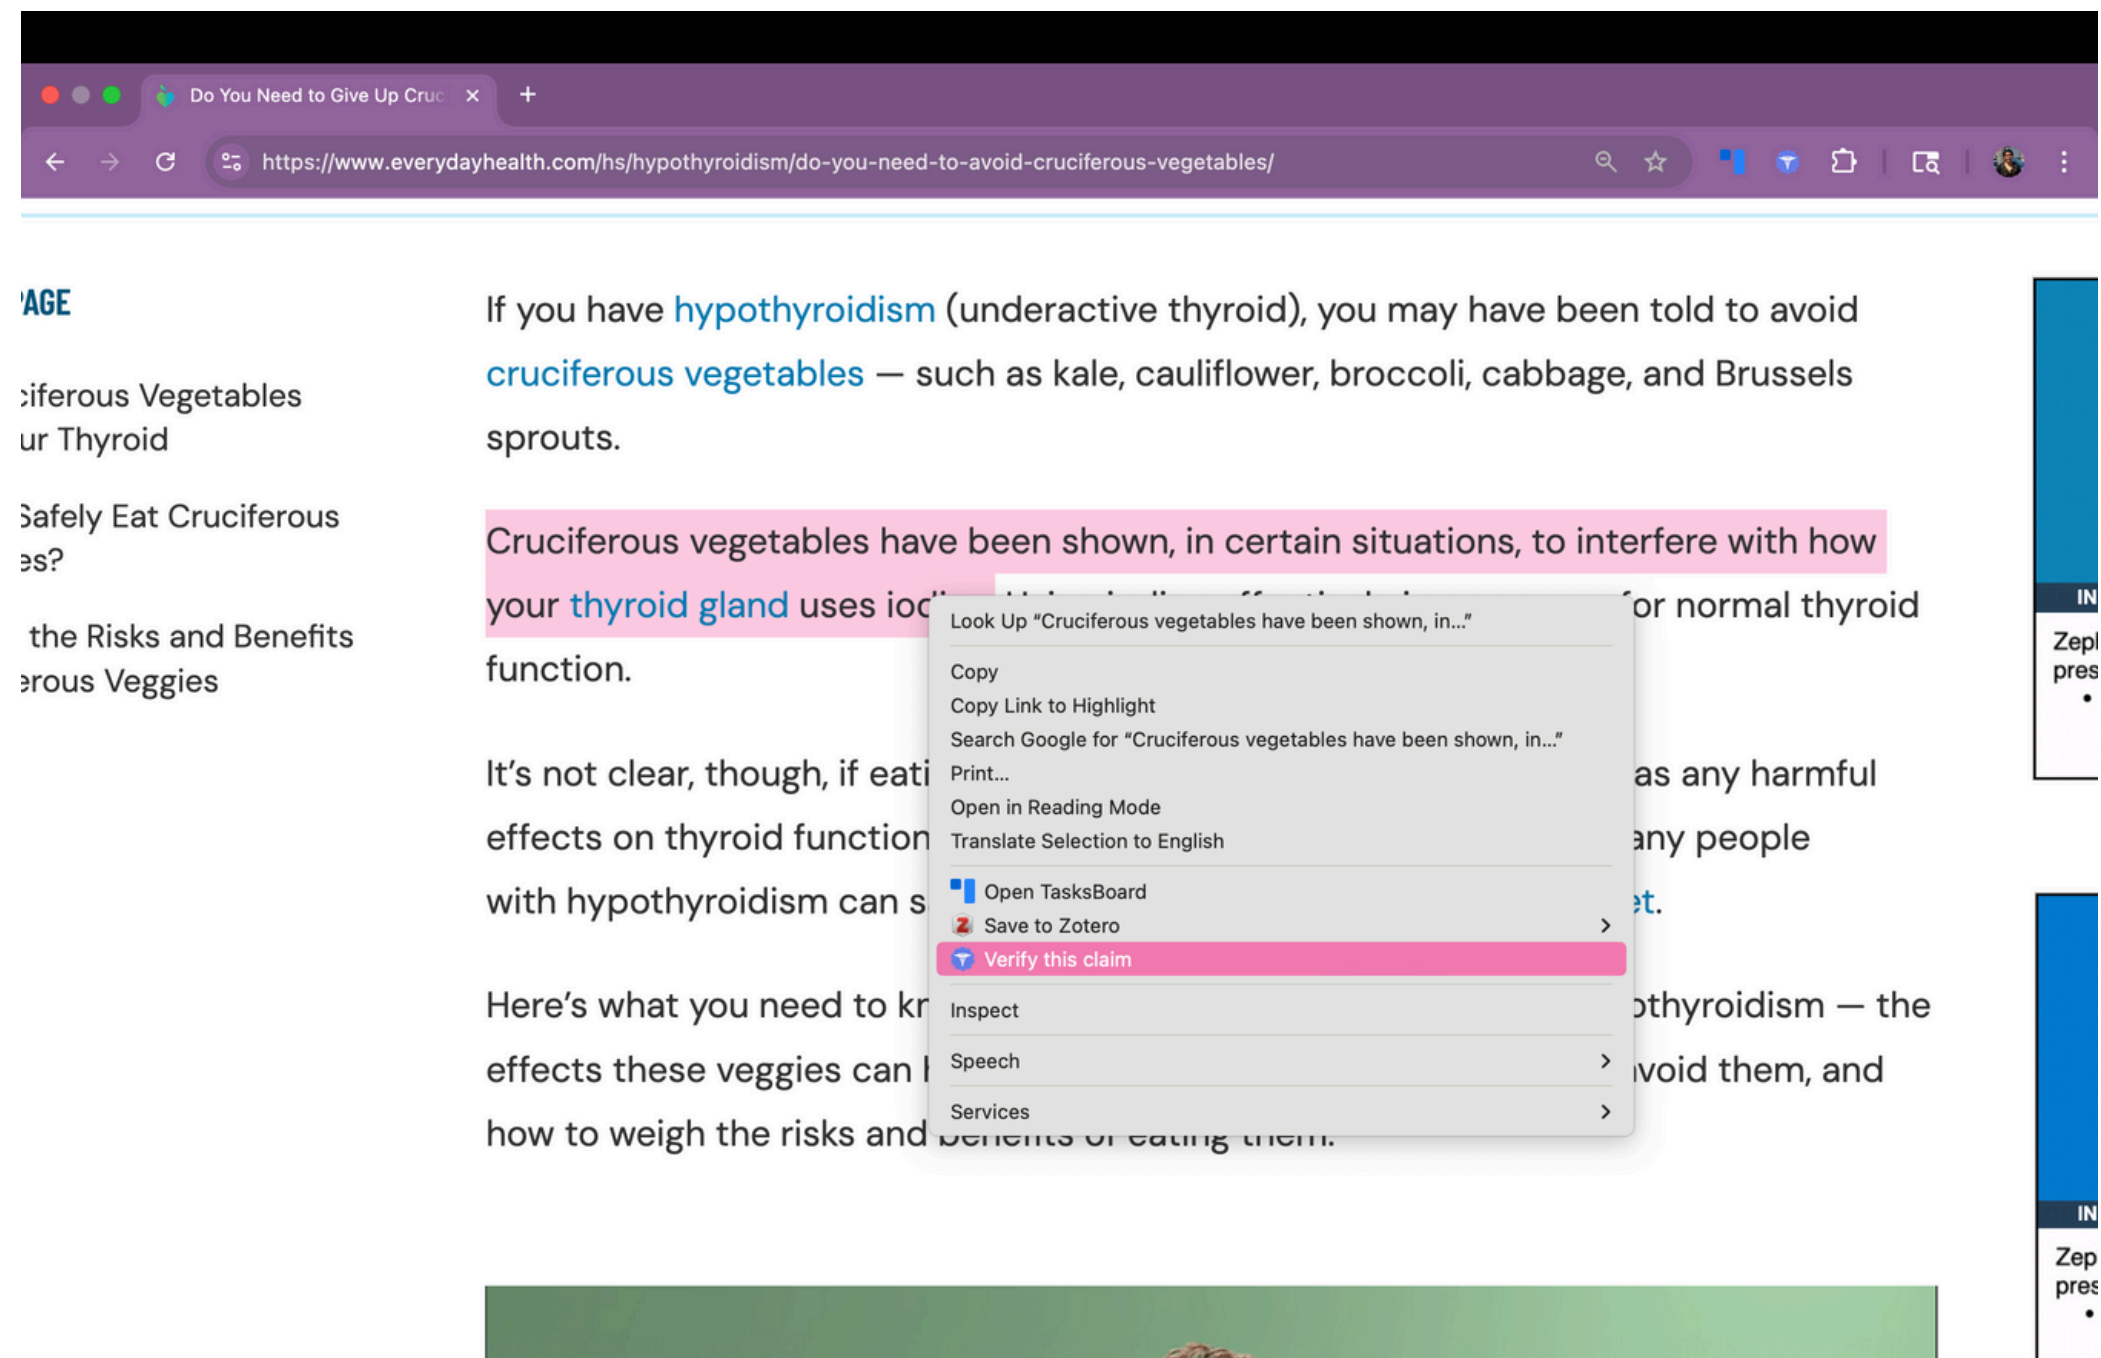 Do You Need to Give Up Cruc
https://www.everydayhealth.com/hs/hypothyroidism/do-you-need-to-avoid-cruciferous-vegetables/
AGE
ciferous Vegetables
ur Thyroid
Safely Eat Cruciferous
es?
the Risks and Benefits
erous Veggies
If you have hypothyroidism (underactive thyroid), you may have been told to avoid
cruciferous vegetables — such as kale, cauliflower, broccoli, cabbage, and Brussels
sprouts.
Cruciferous vegetables have been shown, in certain situations, to interfere with how
your thyroid gland uses for normal thyroid
function.
It's not clear, though, if eati as any harmful
effects on thyroid function any people
with hypothyroidism can s et.
Here's what you need to kn othyroidism — the
effects these veggies can avoid them, and
how to weigh the risks and benefits of eating them.
Look Up “Cruciferous vegetables have been shown, in...”
Copy
Copy Link to Highlight
Search Google for “Cruciferous vegetables have been shown, in...”
Print...
Open in Reading Mode
Translate Selection to English
Open TasksBoard
Z Save to Zotero
Verify this claim
Inspect
Speech
Services
IN
Zepl
pres
•
IN
Zep
pres
•